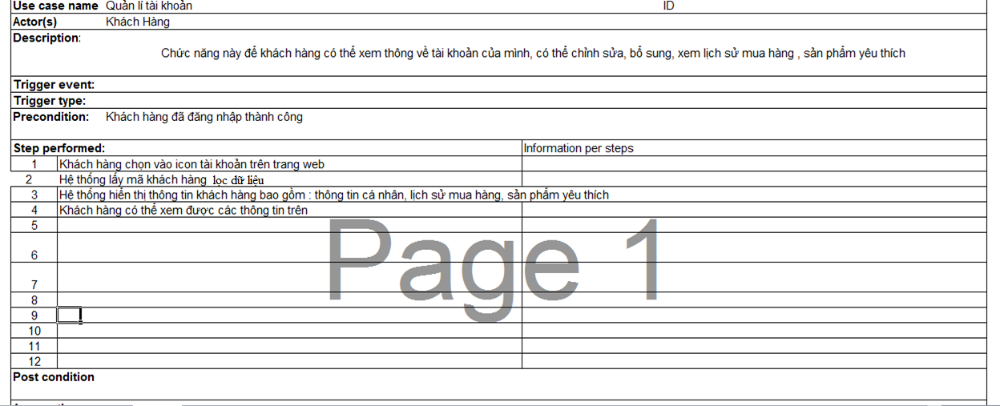 Use case name Quản lí tài khoản ID
Actor(s) Khách Hàng
Description:
Chức năng này để khách hàng có thể xem thông về tài khoản của mình, có thể chỉnh sửa, bổ sung, xem lịch sử mua hàng , sản phẩm yêu thích
Trigger event:
Trigger type:
Precondition: Khách hàng đã đăng nhập thành công
Step performed: Information per steps
1 Khách hàng chọn vào icon tài khoản trên trang web
2 Hệ thống lấy mã khách hàng lọc dữ liệu
3 Hệ thống hiển thị thông tin khách hàng bao gồm : thông tin cá nhân, lịch sử mua hàng, sản phẩm yêu thích
4 Khách hàng có thể xem được các thông tin trên
5
6
Page 1
7
8
9
10
11
12
Post condition